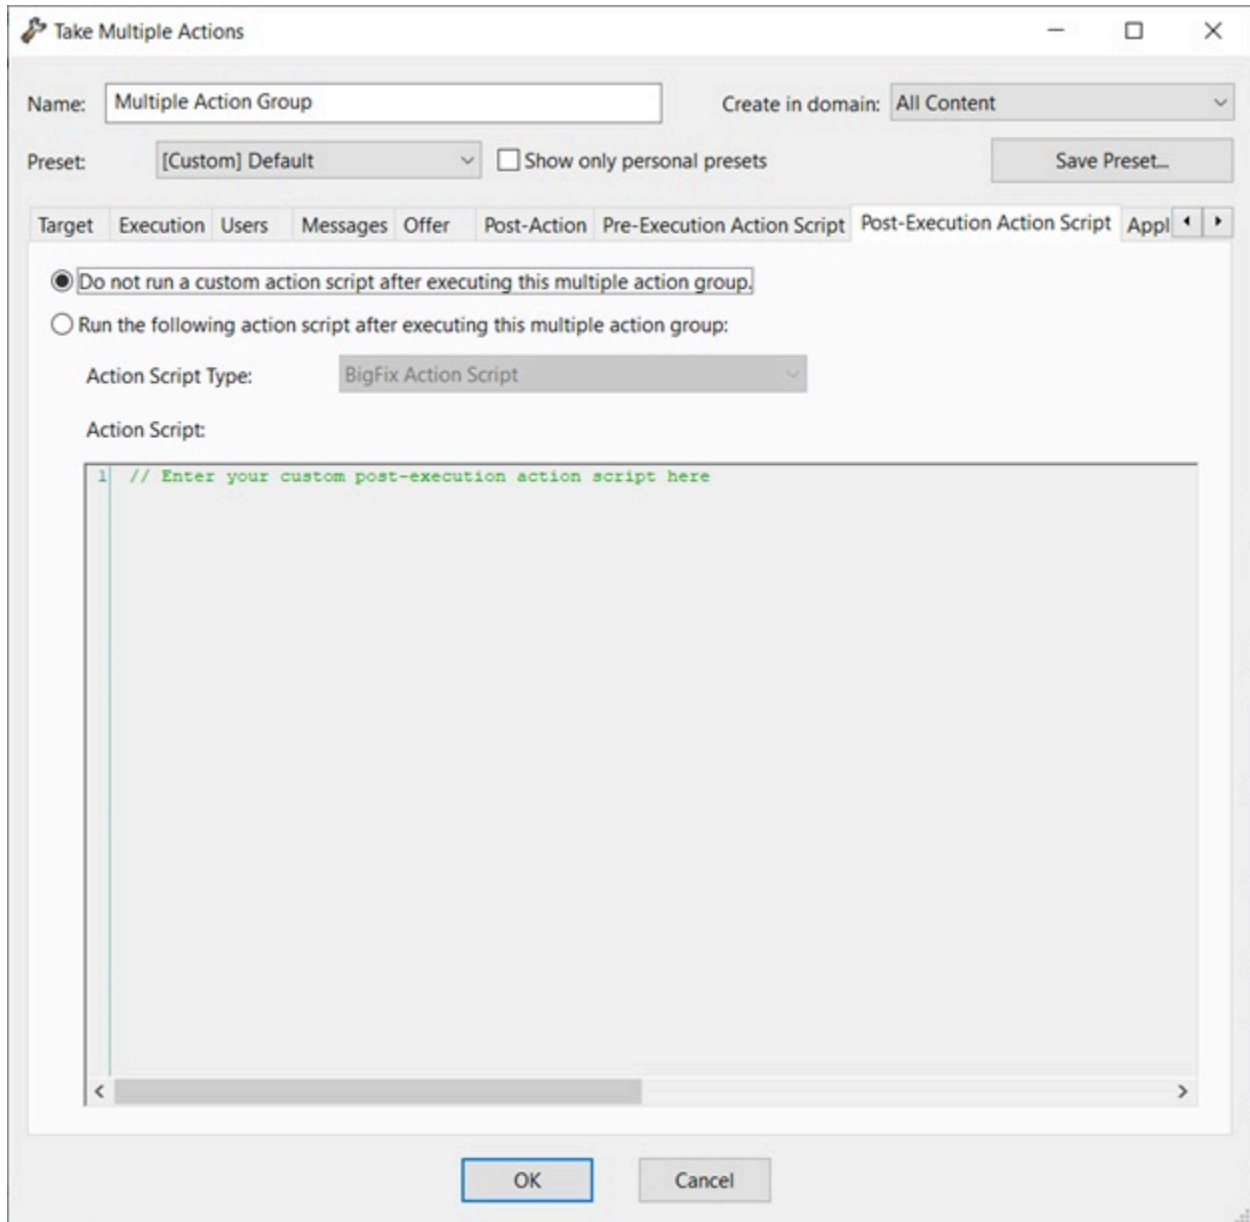 Take Multiple Actions
Name: Multiple Action Group Create in domain: All Content
Preset: [Custom] Default Show only personal presets Save Preset...
Target Execution Users Messages Offer Post-Action Pre-Execution Action Script Post-Execution Action Script Appl
Do not run a custom action script after executing this multiple action group.
Run the following action script after executing this multiple action group:
Action Script Type: BigFix Action Script
Action Script:
1 // Enter your custom post-execution action script here
OK Cancel